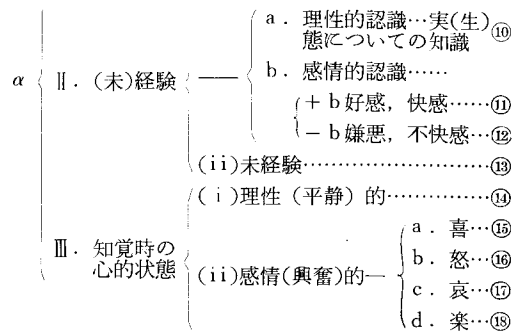 a．理性的認識…実(生)態についての知識⑩
α Ⅱ．(未)経験 ——
b．感情的認識……
＋b好感，快感……⑪
－b嫌悪，不快感……⑫
(ii)未経験………………………⑬
(i)理性（平静）的……………⑭
Ⅲ．知覚時の心的状態
a．喜…⑮
b．怒…⑯
(ii)感情(興奮)的—
c．哀…⑰
d．楽…⑱